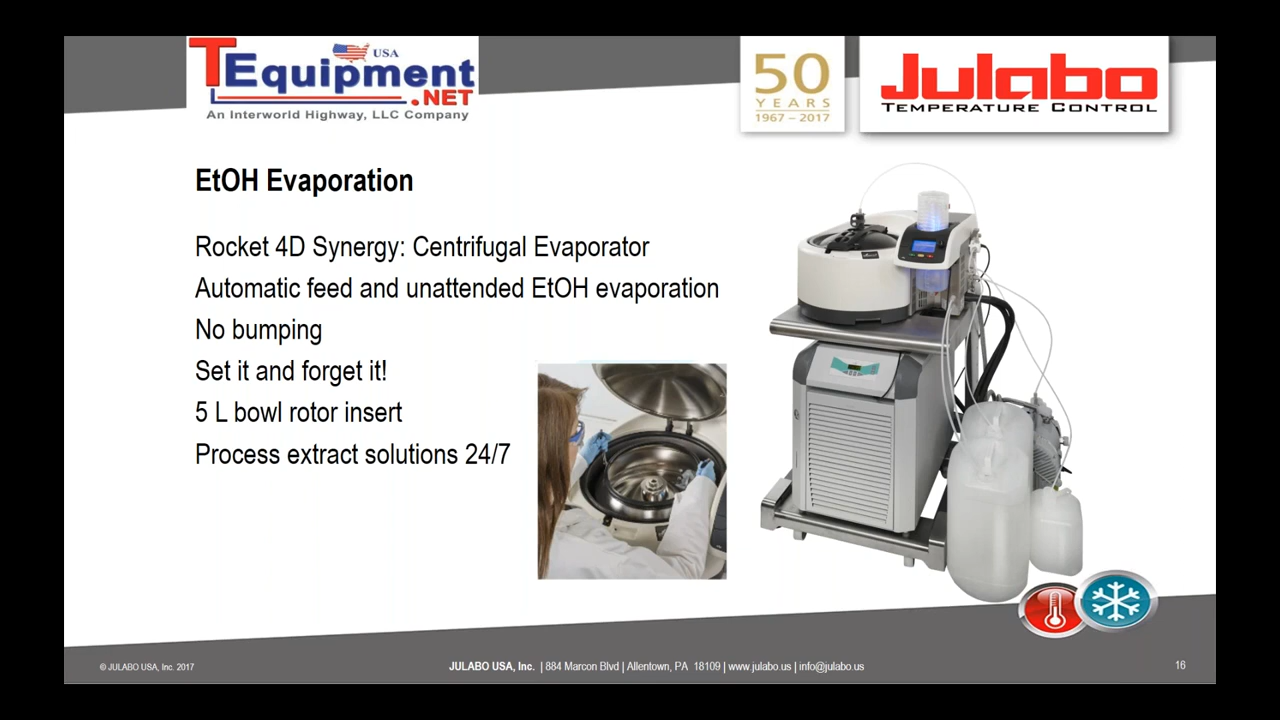 TEquipment
USA
.NET
An Interworld Highway, LLC Company
50
YEARS
1967 – 2017
Julabo
TEMPERATURE CONTROL
EtOH Evaporation
Rocket 4D Synergy: Centrifugal Evaporator
Automatic feed and unattended EtOH evaporation
No bumping
Set it and forget it!
5 L bowl rotor insert
Process extract solutions 24/7
© JULABO USA, Inc. 2017
JULABO USA, Inc. | 884 Marcon Blvd | Allentown, PA 18109 | www.julabo.us | info@julabo.us
16